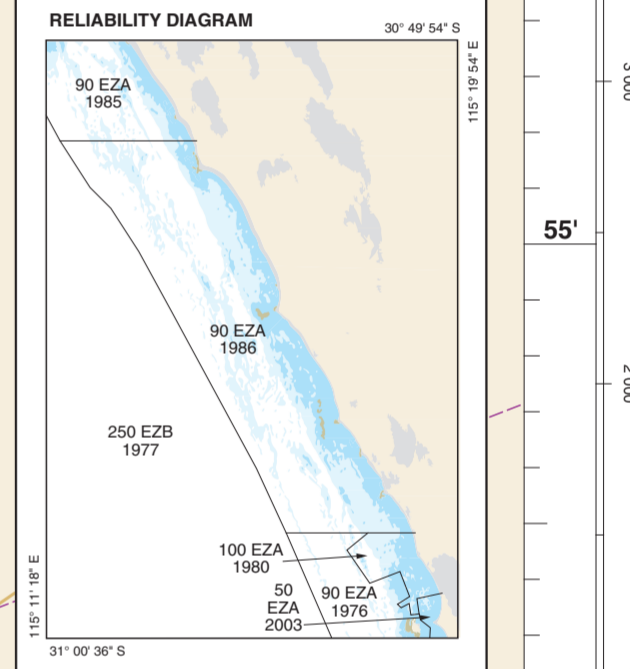 RELIABILITY DIAGRAM
30° 49' 54" S
115° 19' 54" E
90 EZA
1985
55'
90 EZA
1986
250 EZB
1977
100 EZA
1980
50
EZA
2003
90 EZA
1976
115° 11' 18" E
31° 00' 36" S